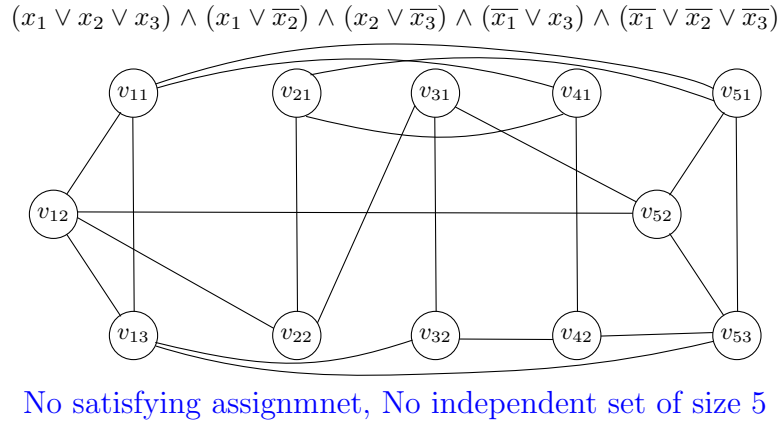 (x₁ ∨ x₂ ∨ x₃) ∧ (x₁ ∨ x̅₂) ∧ (x₂ ∨ x̅₃) ∧ (x̅₁ ∨ x₃) ∧ (x̅₁ ∨ x̅₂ ∨ x̅₃)
v₁₁ v₂₁ v₃₁ v₄₁ v₅₁
v₁₂ v₅₂
v₁₃ v₂₂ v₃₂ v₄₂ v₅₃
No satisfying assignmnet, No independent set of size 5